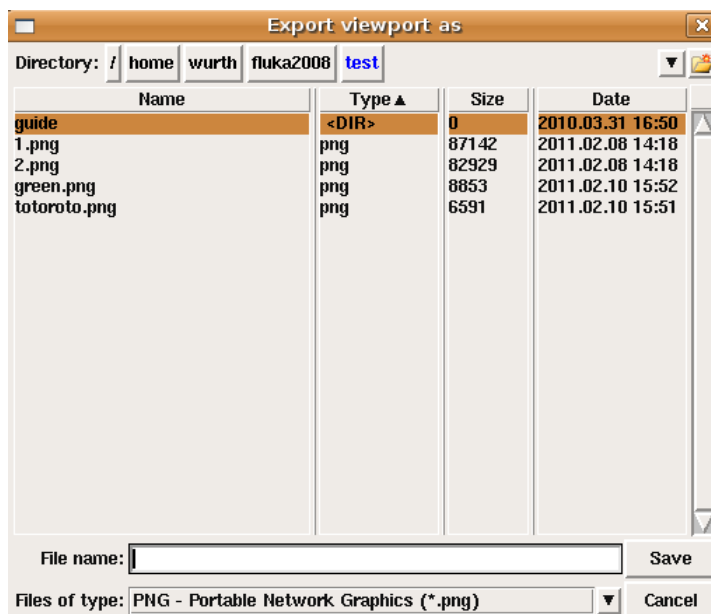 Export viewport as
Directory: / home wurth fluka2008 test
Name Type ▲ Size Date
guide <DIR> 0 2010.03.31 16:50
1.png png 87142 2011.02.08 14:18
2.png png 82929 2011.02.08 14:18
green.png png 8853 2011.02.10 15:52
totoroto.png png 6591 2011.02.10 15:51
File name: Save
Files of type: PNG - Portable Network Graphics (*.png) ▼ Cancel